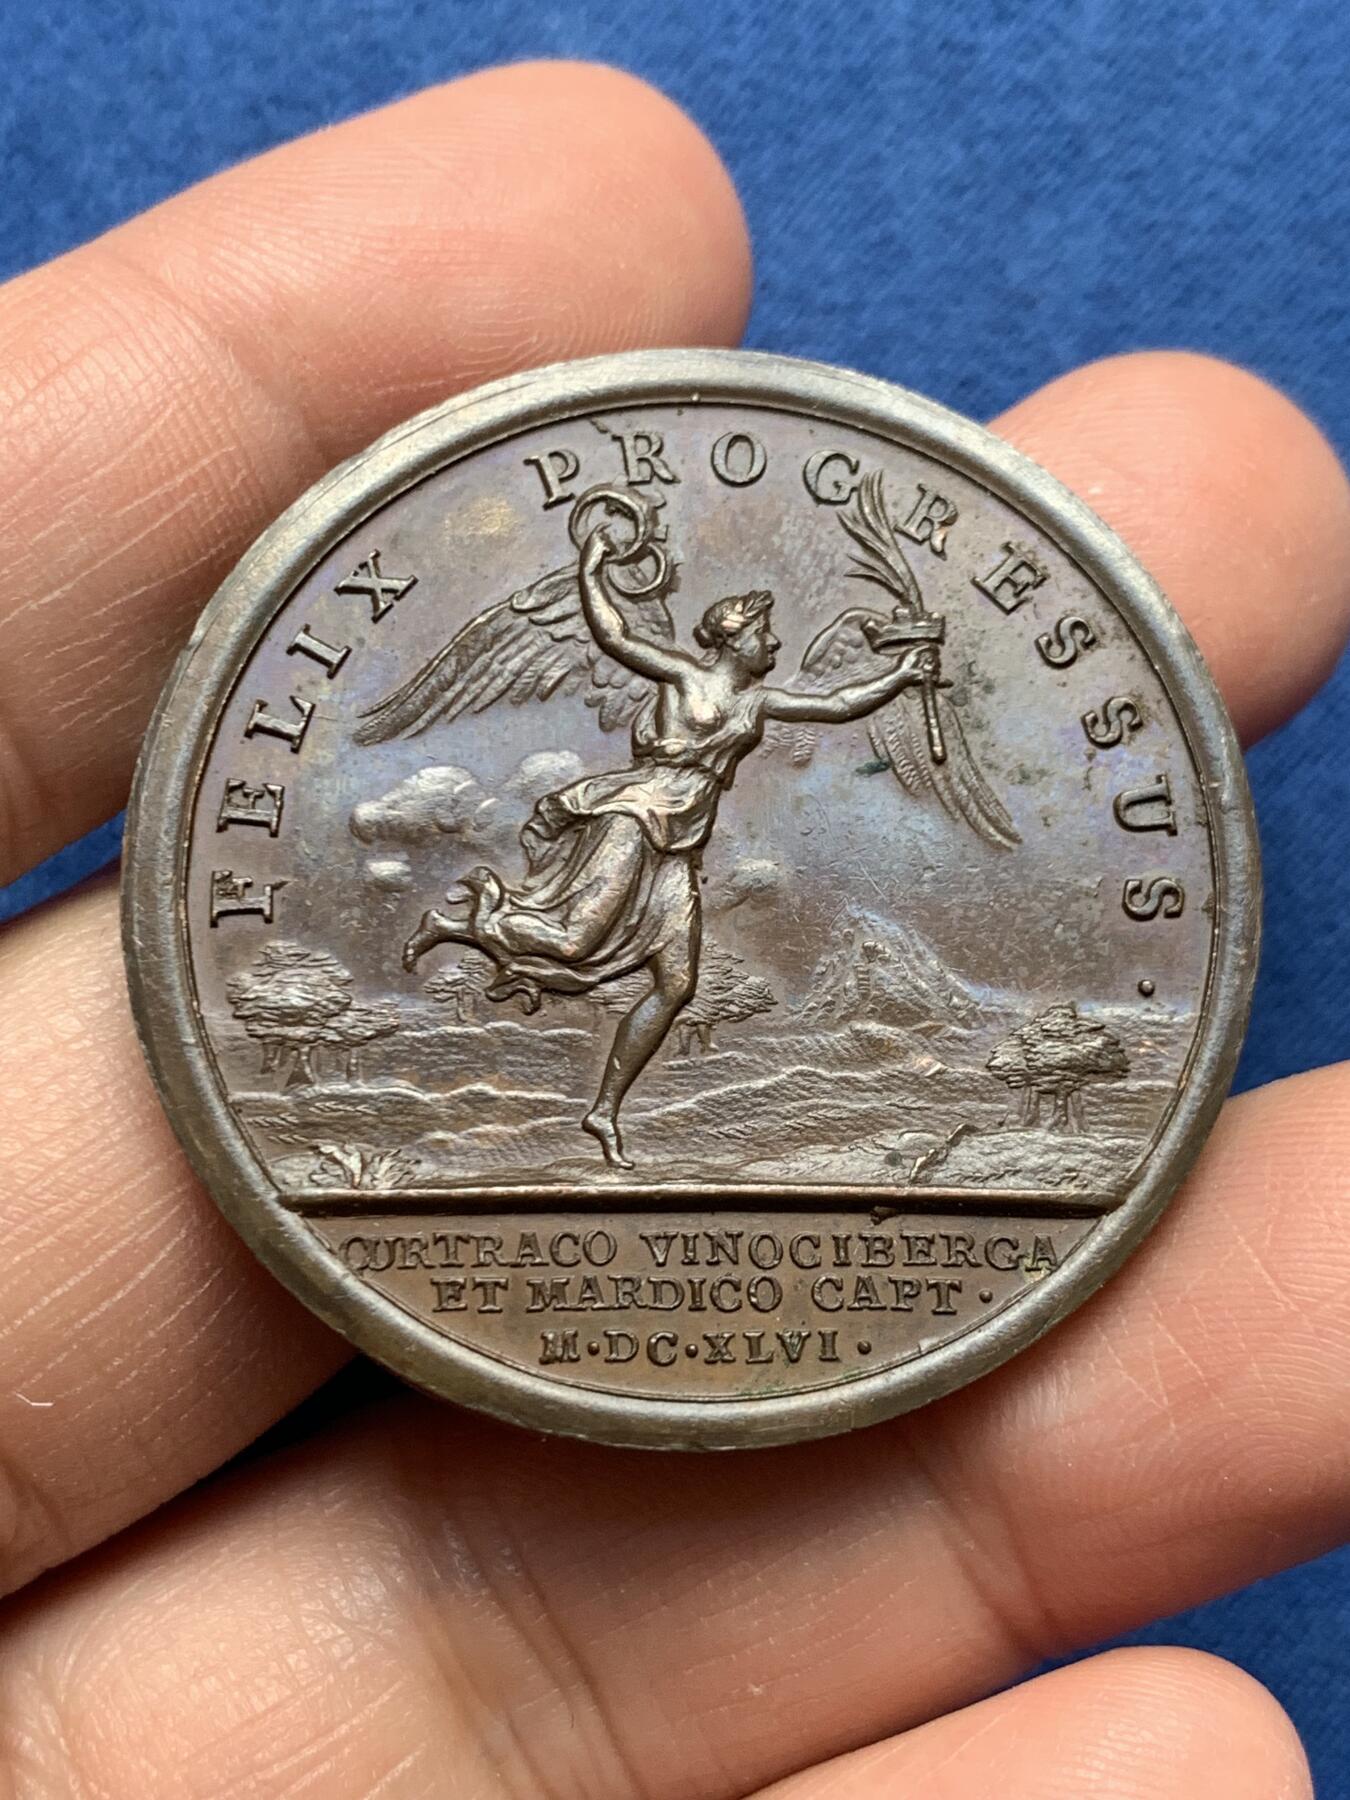 FELIX PROGRESSUS·
CURTRACO VINOCIBERGA
ET MARDICO CAPT·
M·DC·XLVI·